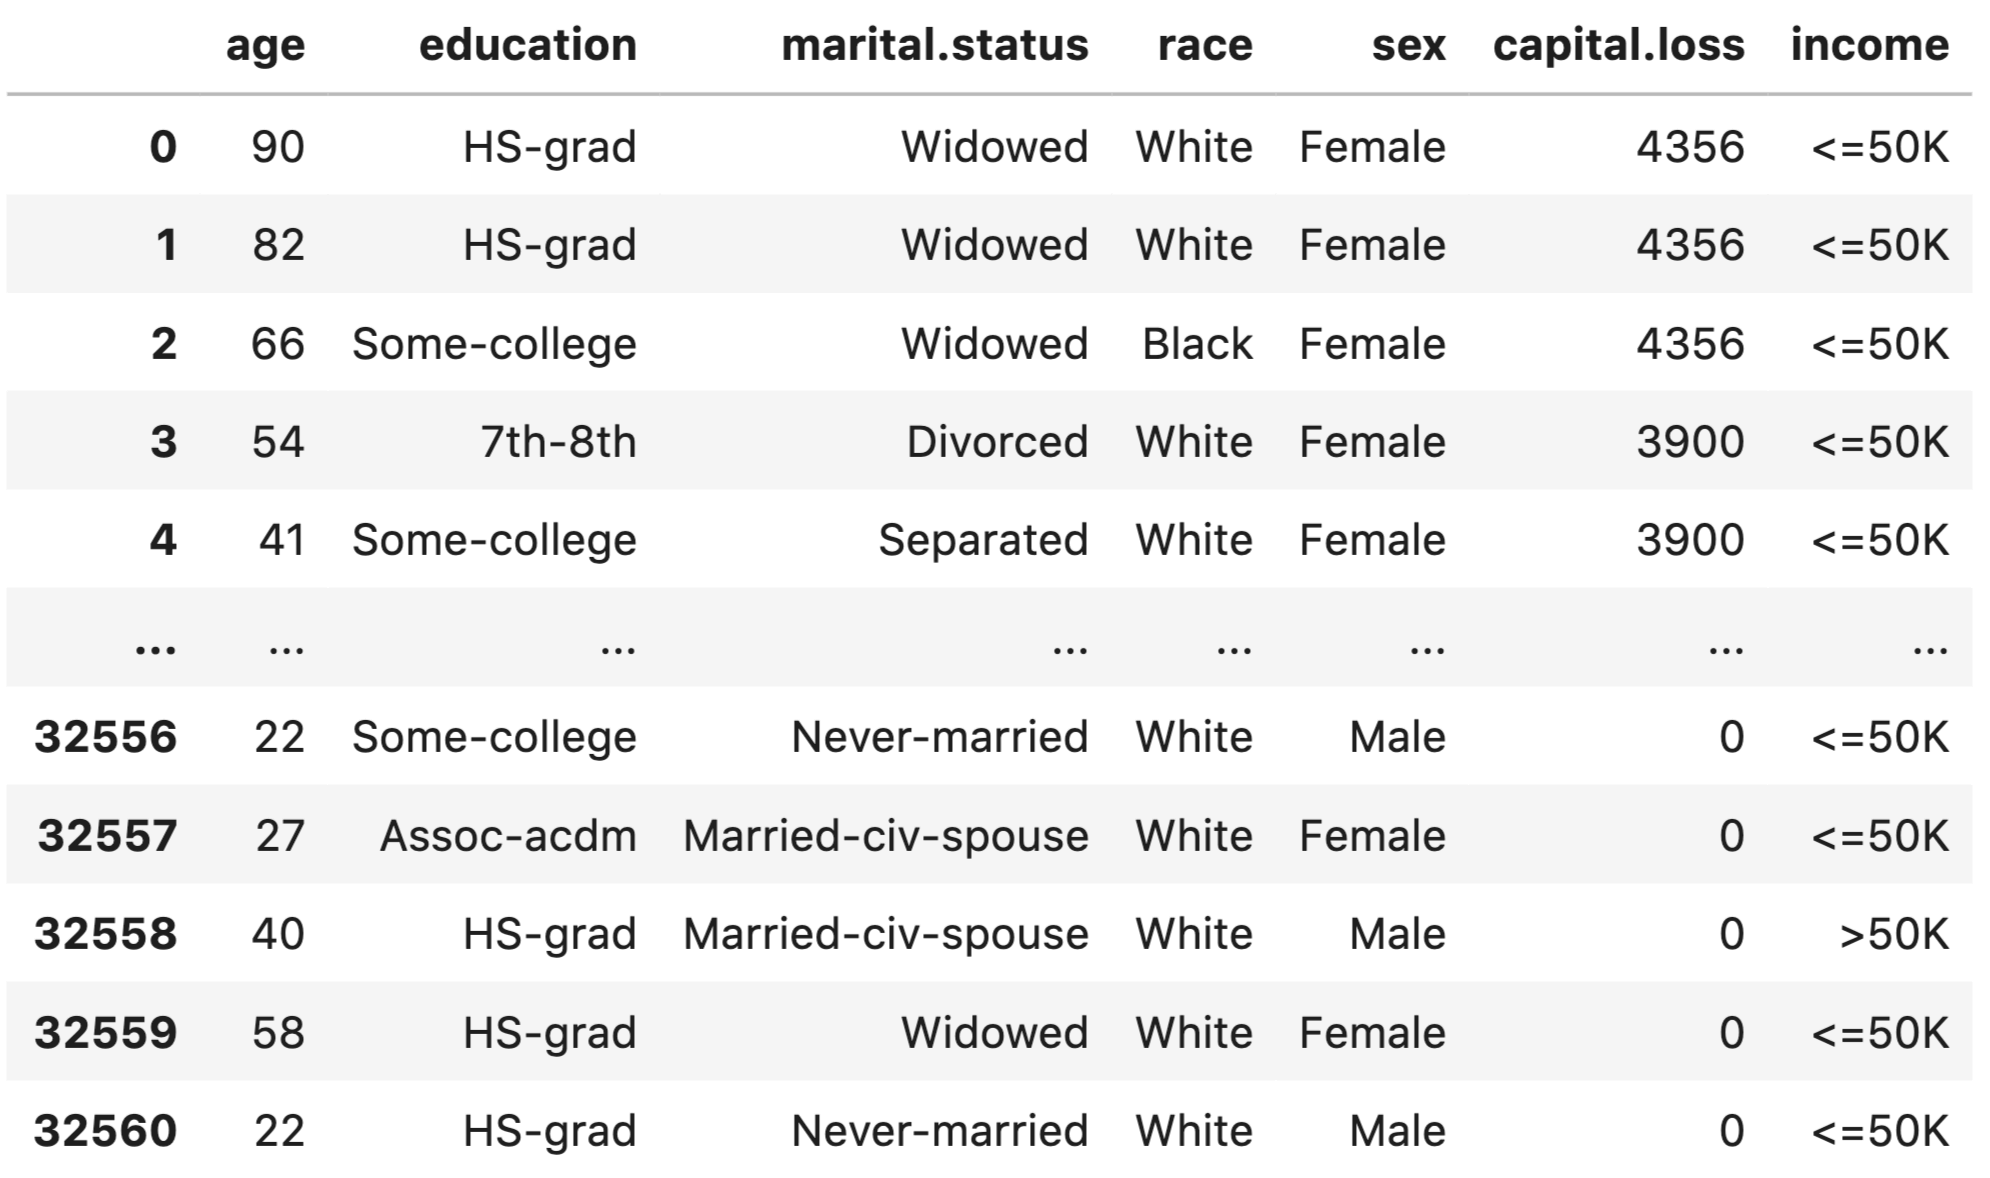 age education marital.status race sex capital.loss income
0 90 HS-grad Widowed White Female 4356 <=50K
1 82 HS-grad Widowed White Female 4356 <=50K
2 66 Some-college Widowed Black Female 4356 <=50K
3 54 7th-8th Divorced White Female 3900 <=50K
4 41 Some-college Separated White Female 3900 <=50K
... ... ... ... ... ... ... ...
32556 22 Some-college Never-married White Male 0 <=50K
32557 27 Assoc-acdm Married-civ-spouse White Female 0 <=50K
32558 40 HS-grad Married-civ-spouse White Male 0 >50K
32559 58 HS-grad Widowed White Female 0 <=50K
32560 22 HS-grad Never-married White Male 0 <=50K